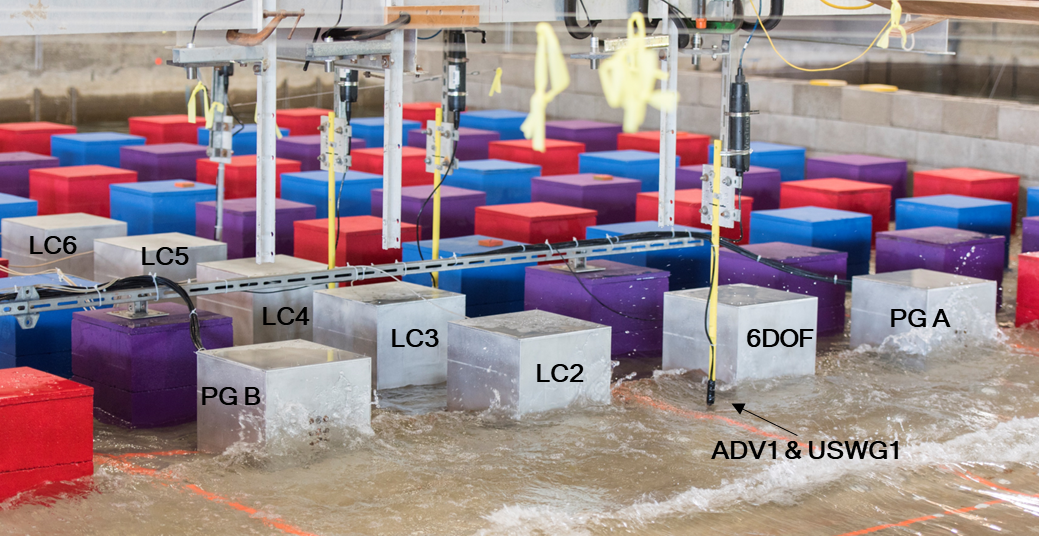 LC6
LC5
LC4
LC3
PG A
6DOF
LC2
PG B
ADV1 & USWG1